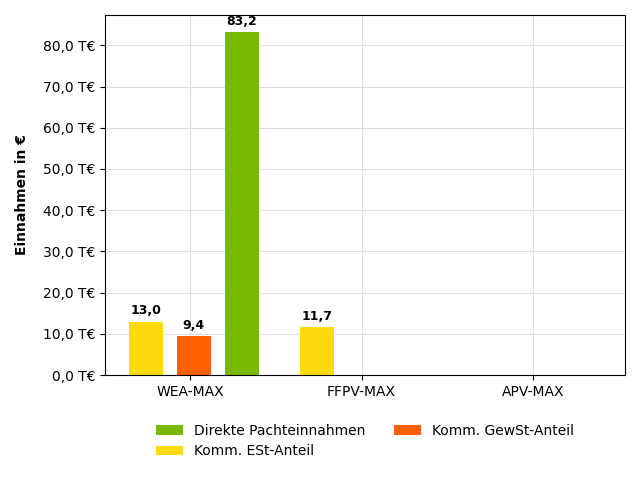 83,2
80,0 T€
70,0 T€
60,0 T€
50,0 T€
40,0 T€
30,0 T€
20,0 T€
10,0 T€
0,0 T€
Einnahmen in €
13,0
9,4
11,7
WEA-MAX FFPV-MAX APV-MAX
Direkte Pachteinnahmen Komm. GewSt-Anteil
Komm. ESt-Anteil